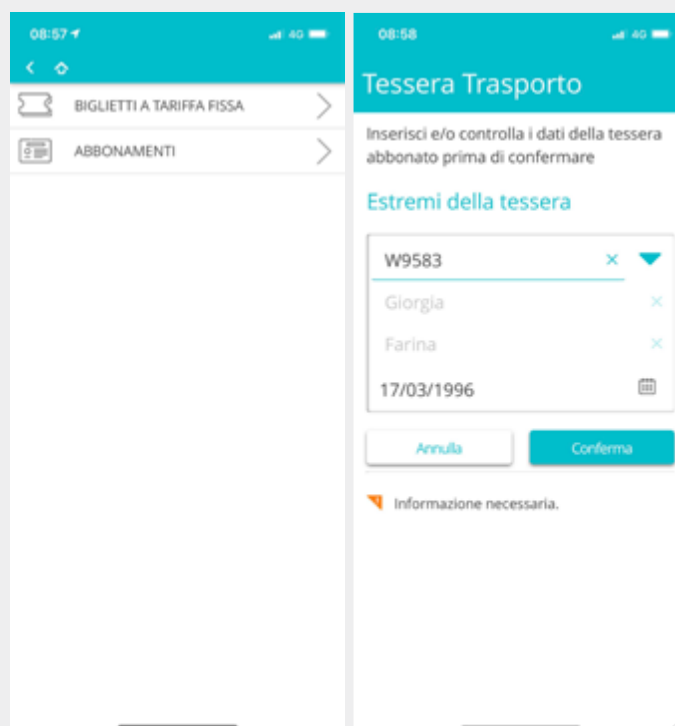 08:57
4G
BIGLIETTI A TARIFFA FISSA
ABBONAMENTI
08:58
4G
Tessera Trasporto
Inserisci e/o controlla i dati della tessera
abbonato prima di confermare
Estremi della tessera
W9583
Giorgia
Farina
17/03/1996
Annulla
Conferma
Informazione necessaria.